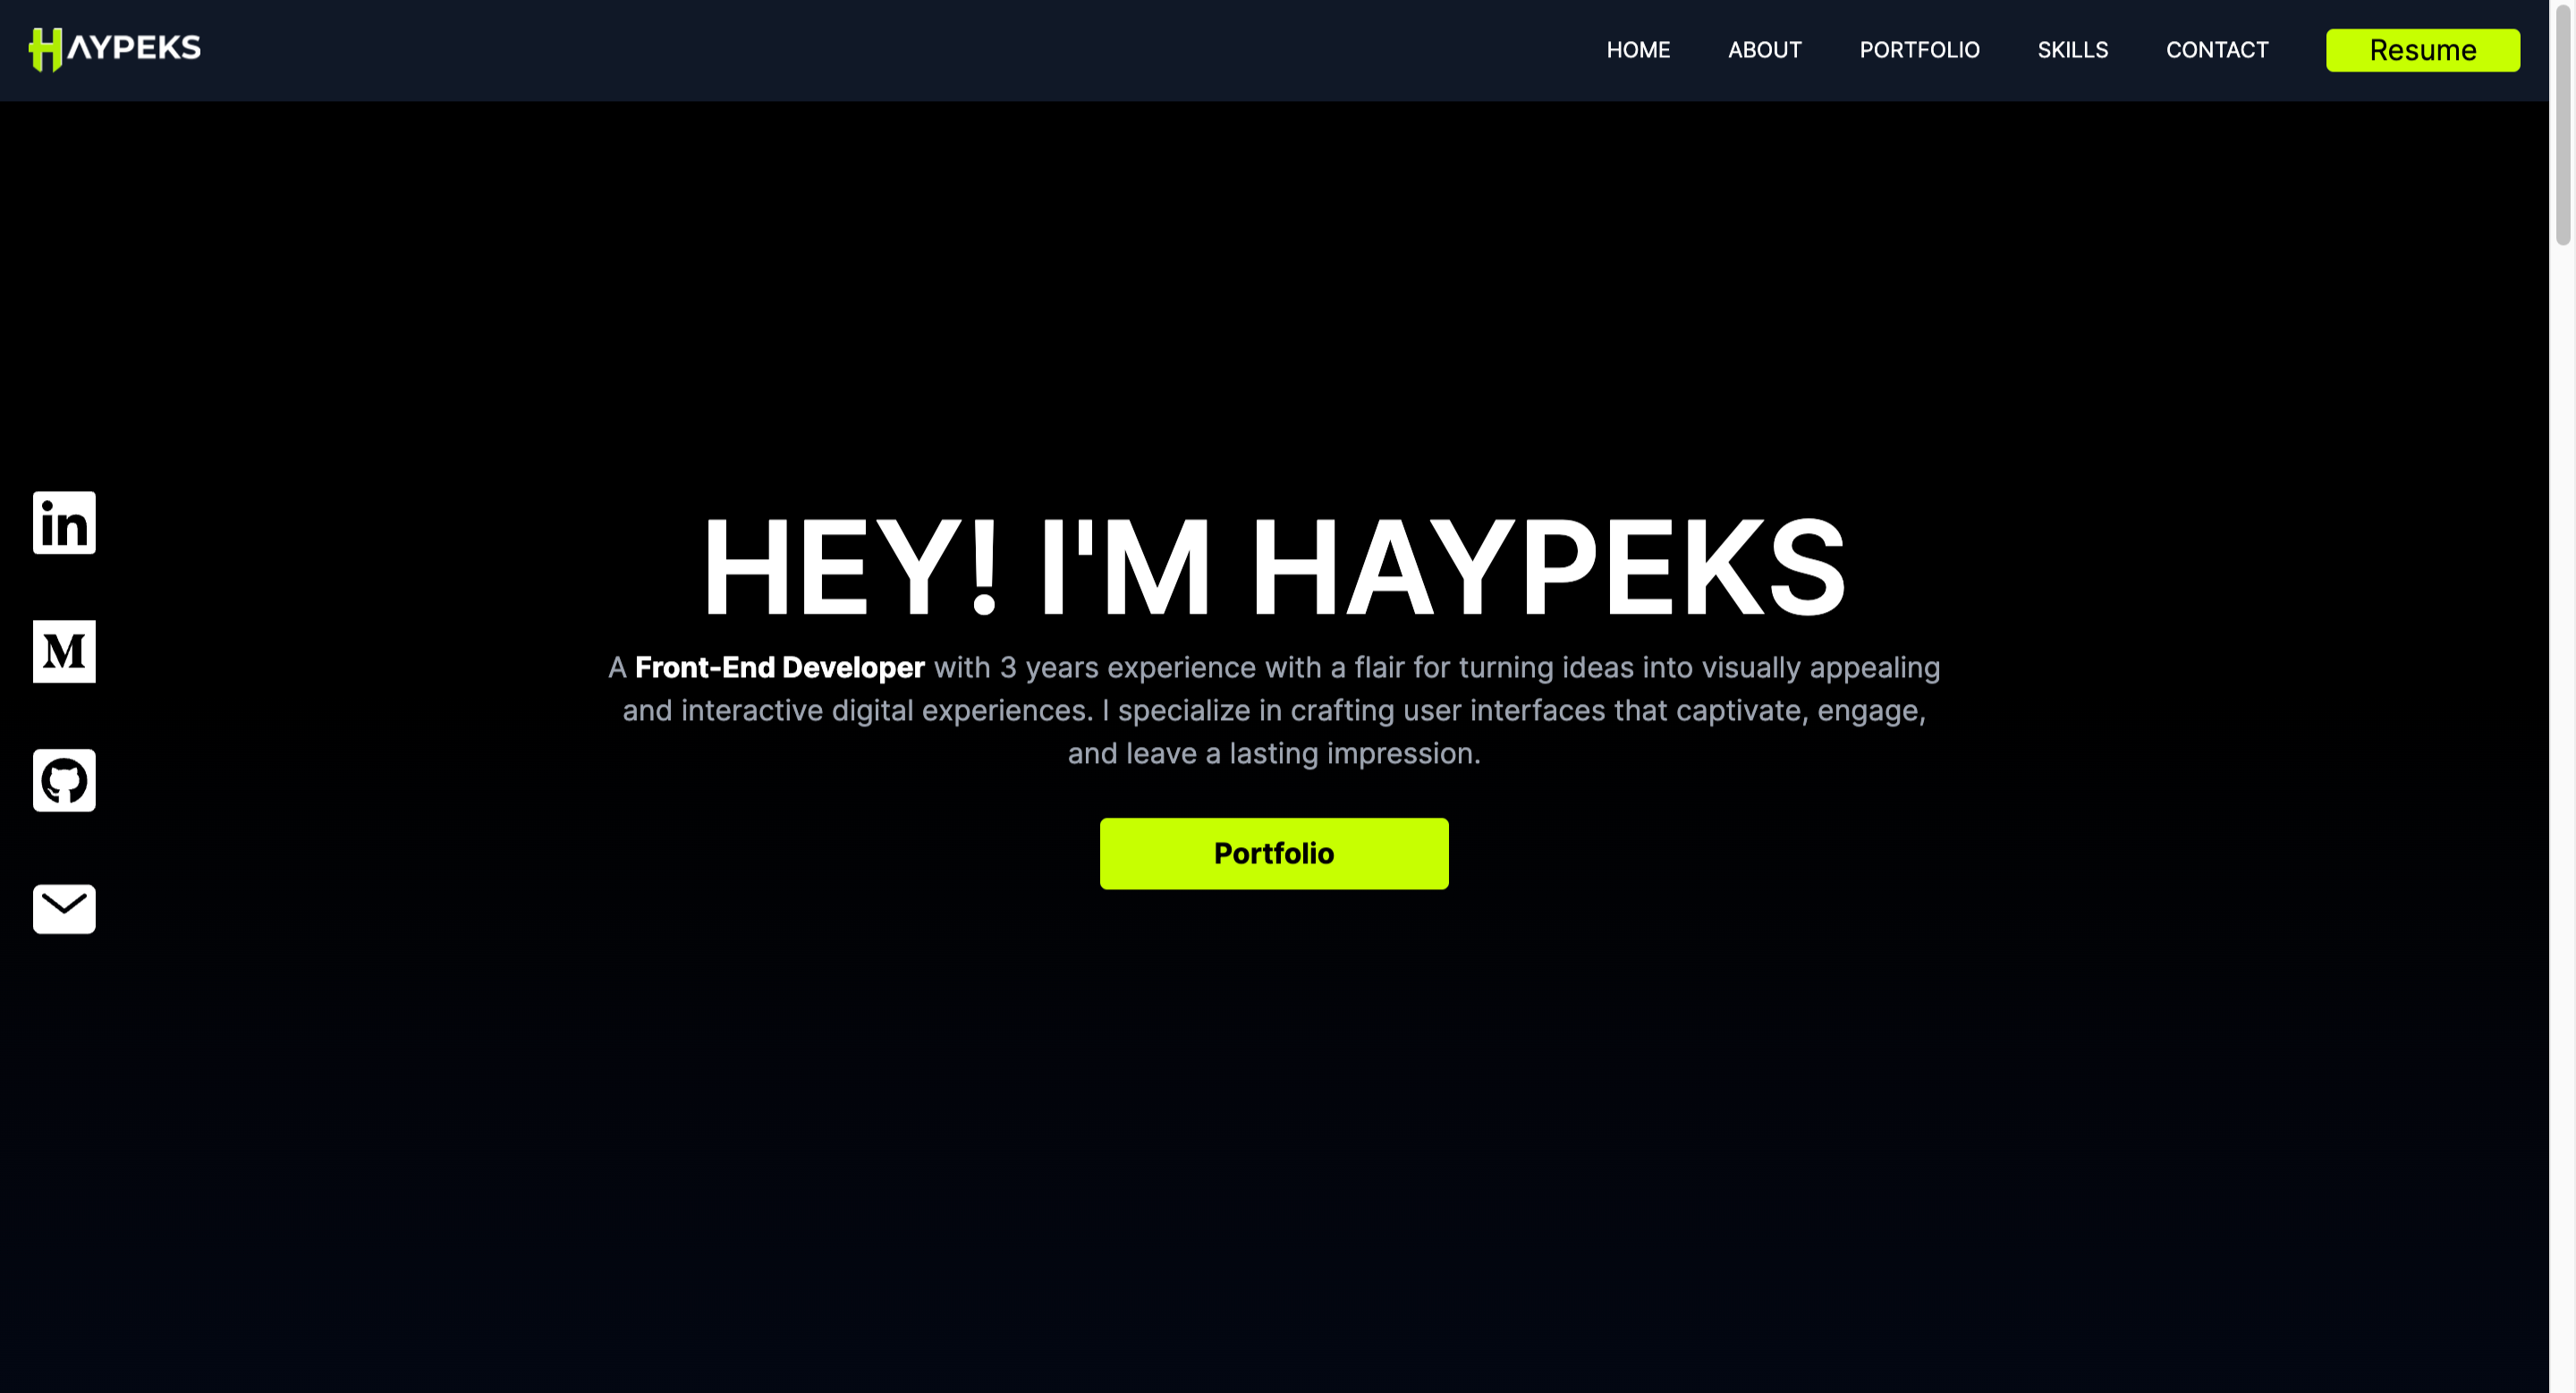 HAYPEKS
HOME ABOUT PORTFOLIO SKILLS CONTACT Resume
in
M
HEY! I'M HAYPEKS
A Front-End Developer with 3 years experience with a flair for turning ideas into visually appealing
and interactive digital experiences. I specialize in crafting user interfaces that captivate, engage,
and leave a lasting impression.
Portfolio